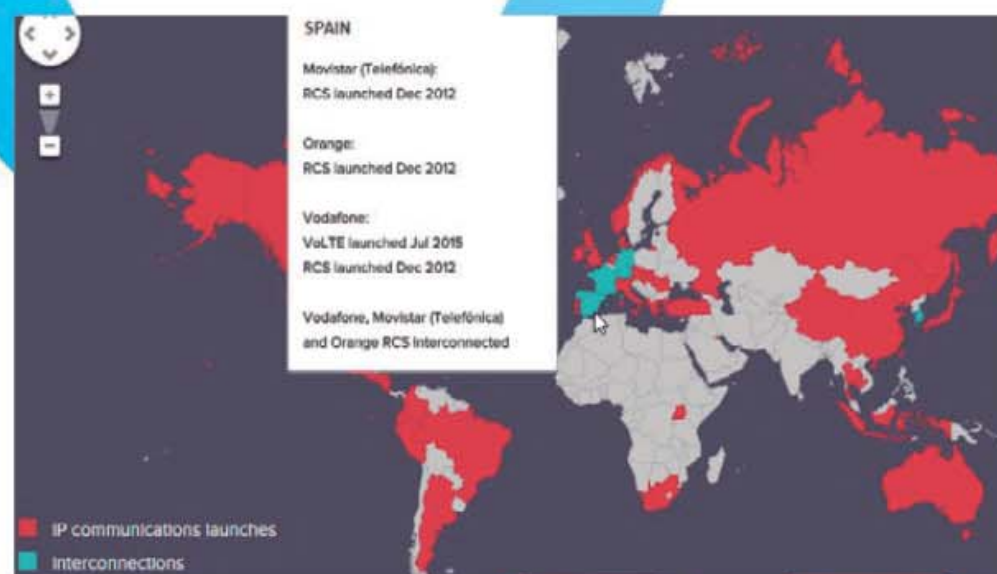 SPAIN
Movistar (Telefónica):
RCS launched Dec 2012
Orange:
RCS launched Dec 2012
Vodafone:
VoLTE launched Jul 2015
RCS launched Dec 2012
Vodafone, Movistar (Telefónica)
and Orange RCS Interconnected
IP communications launches
Interconnections